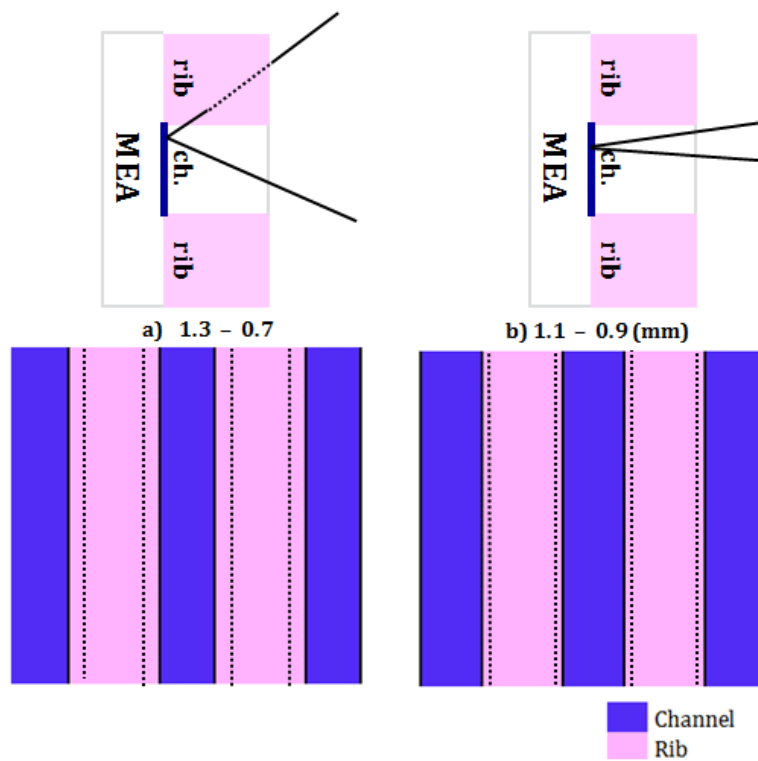 rib
MEA
ch.
rib
rib
MEA
ch.
rib
a) 1.3 – 0.7
b) 1.1 – 0.9 (mm)
Channel
Rib